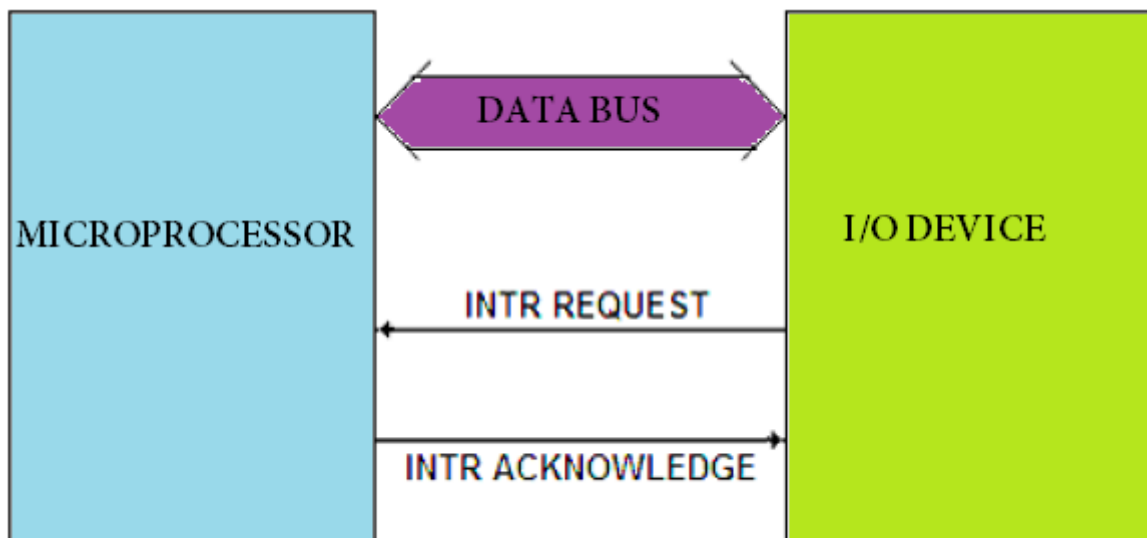 DATA BUS
MICROPROCESSOR
I/O DEVICE
INTR REQUEST
INTR ACKNOWLEDGE